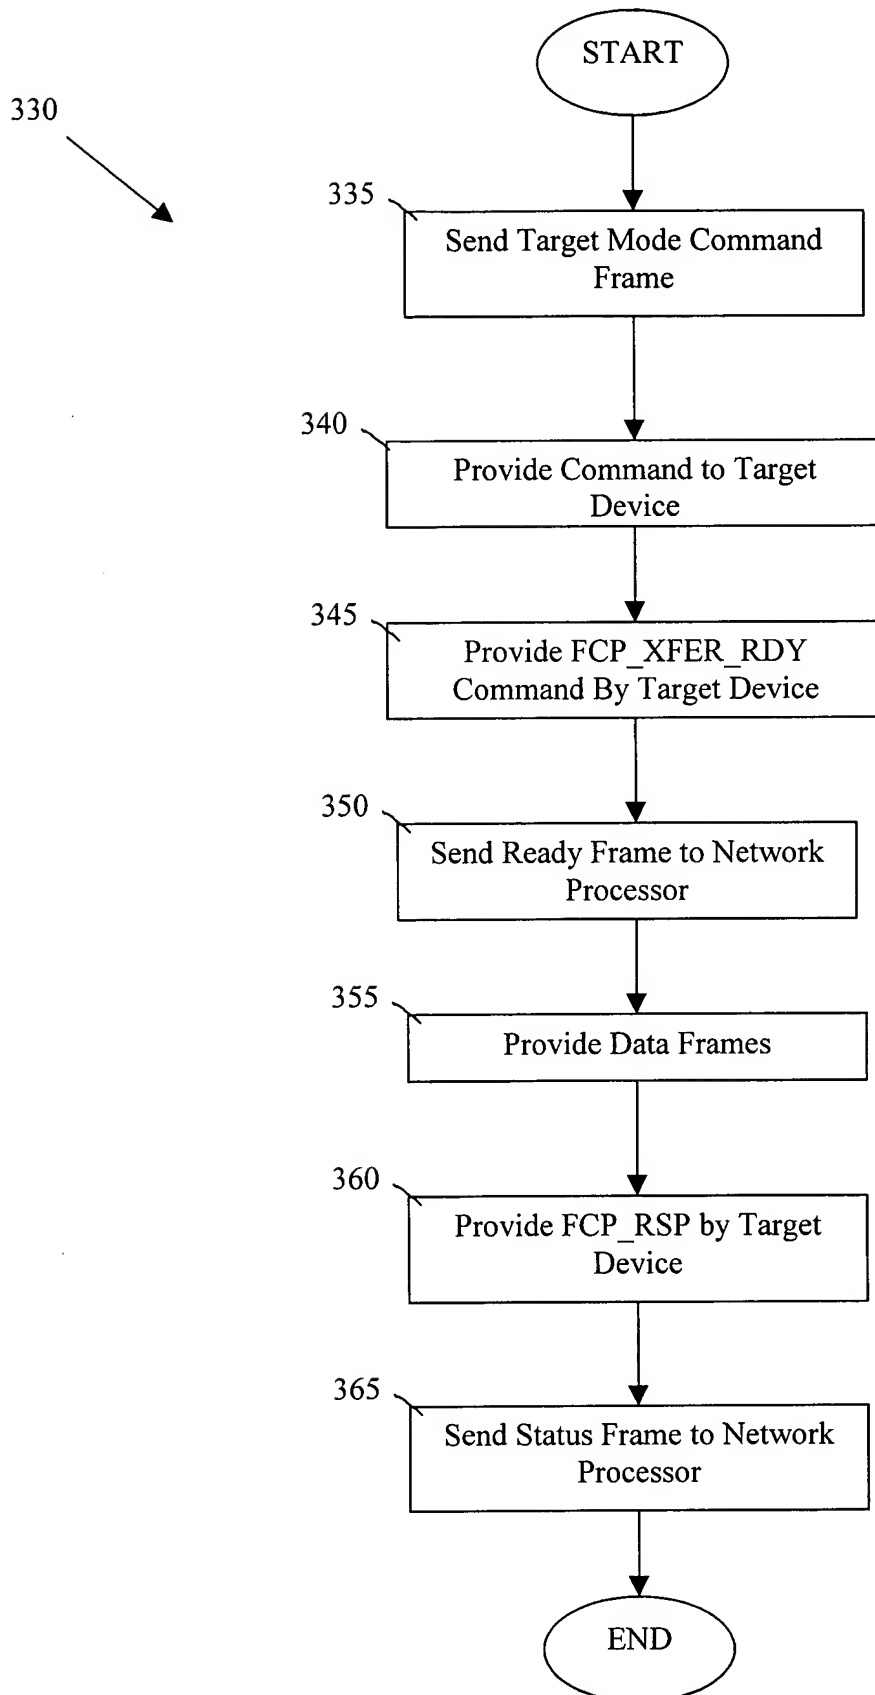 START
330
335
Send Target Mode Command
Frame
340
Provide Command to Target
Device
345
Provide FCP_XFER_RDY
Command By Target Device
350
Send Ready Frame to Network
Processor
355
Provide Data Frames
360
Provide FCP_RSP by Target
Device
365
Send Status Frame to Network
Processor
END